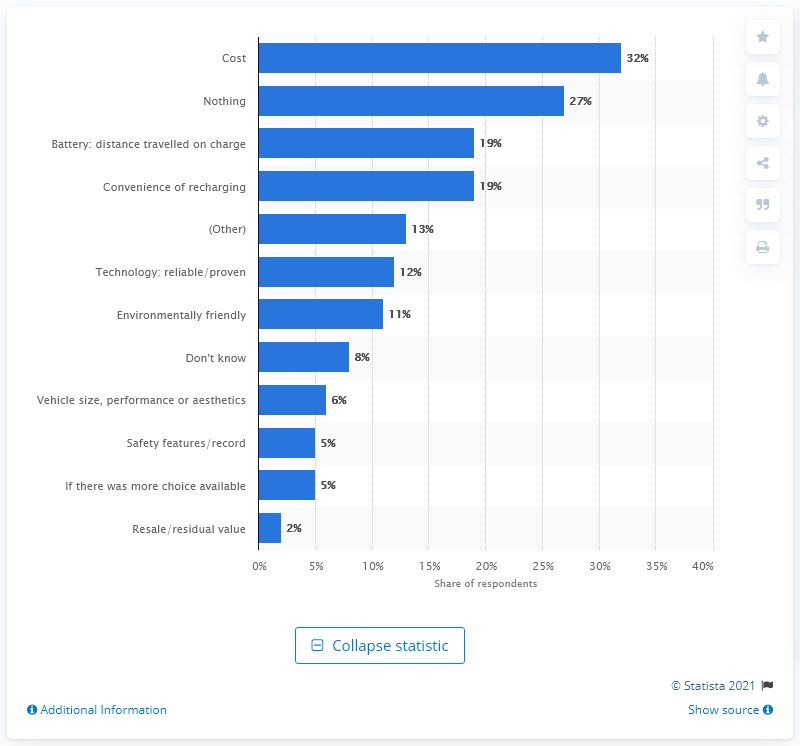 Cost 32%
Nothing 27%
Battery: distance travelled on charge 19%
Convenience of recharging 19%
(Other) 13%
Technology: reliable/proven 12%
Environmentally friendly 11%
Don't know 8%
Vehicle size, performance or aesthetics 6%
Safety features/record 5%
If there was more choice available 5%
Resale/residual value 2%
0% 5% 10% 15% 20% 25% 30% 35% 40%
Share of respondents
Collapse statistic
© Statista 2021
Additional Information Show source